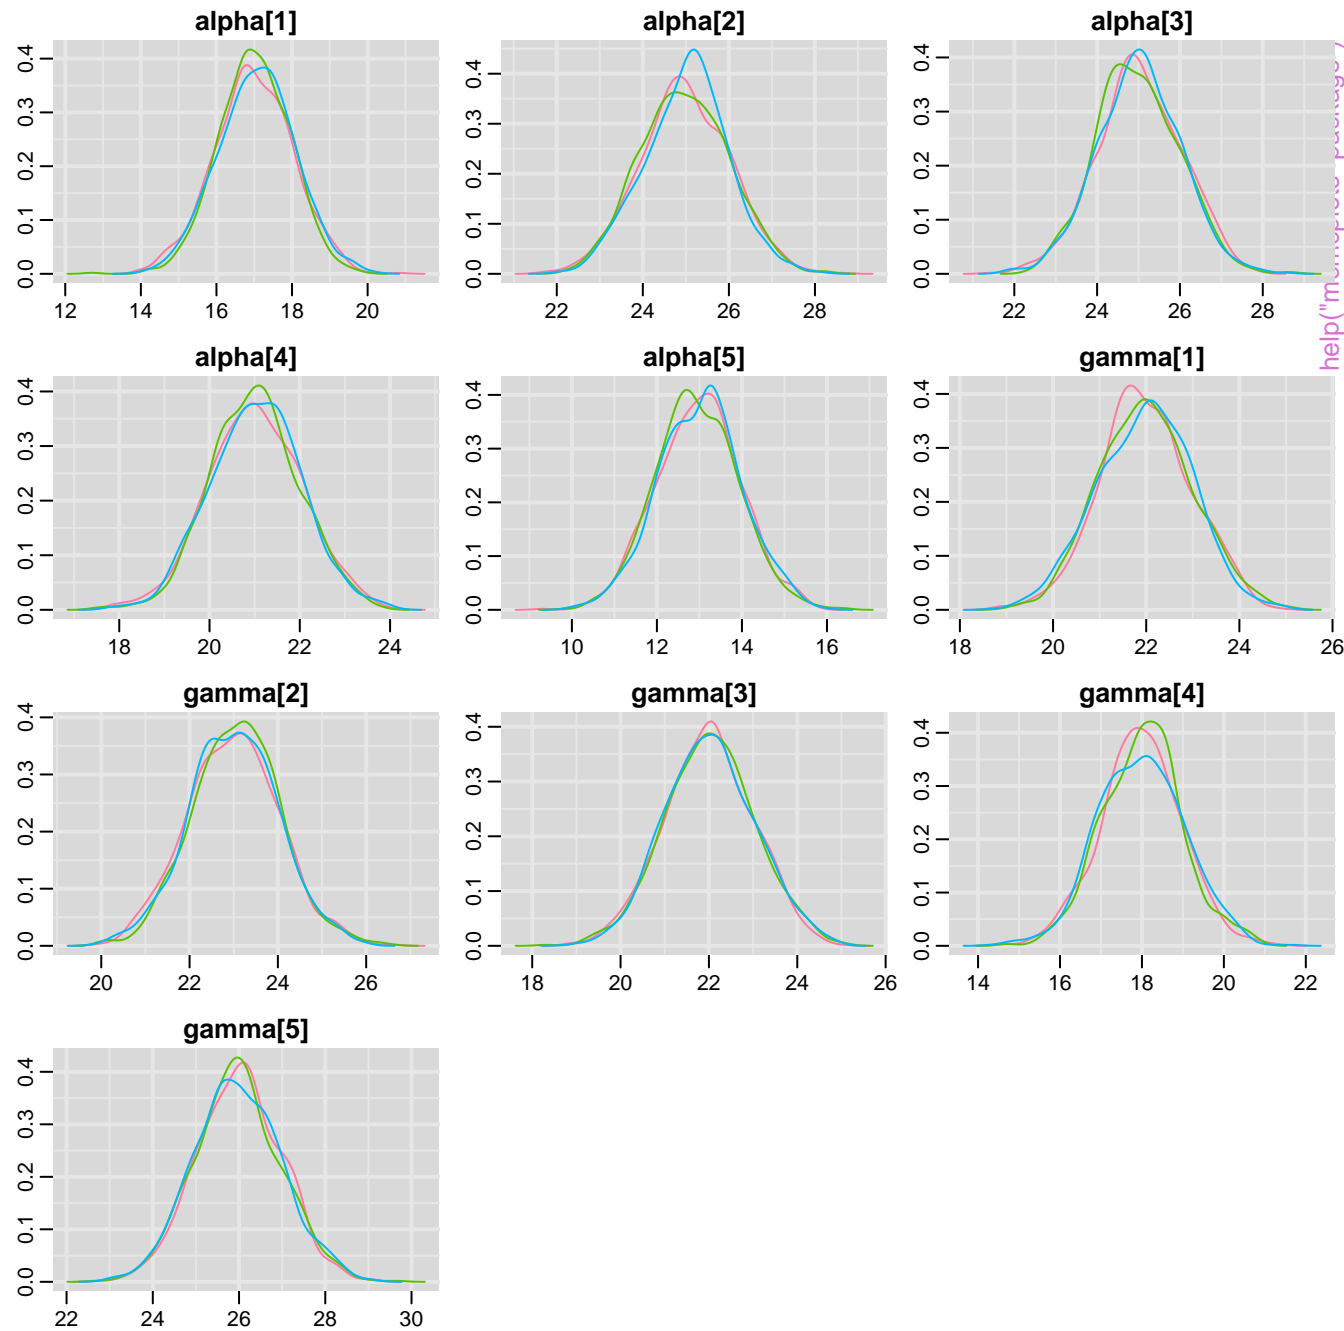 alpha[1]
0.0 0.1 0.2 0.3 0.4
12 14 16 18 20
alpha[2]
0.0 0.1 0.2 0.3 0.4
22 24 26 28
alpha[3]
0.0 0.1 0.2 0.3 0.4
22 24 26 28
help("m
alpha[4]
0.0 0.1 0.2 0.3 0.4
18 20 22 24
alpha[5]
0.0 0.1 0.2 0.3 0.4
10 12 14 16
gamma[1]
0.0 0.1 0.2 0.3 0.4
18 20 22 24 26
gamma[2]
0.0 0.1 0.2 0.3 0.4
20 22 24 26
gamma[3]
0.0 0.1 0.2 0.3 0.4
18 20 22 24 26
gamma[4]
0.0 0.1 0.2 0.3 0.4
14 16 18 20 22
gamma[5]
0.0 0.1 0.2 0.3 0.4
22 24 26 28 30